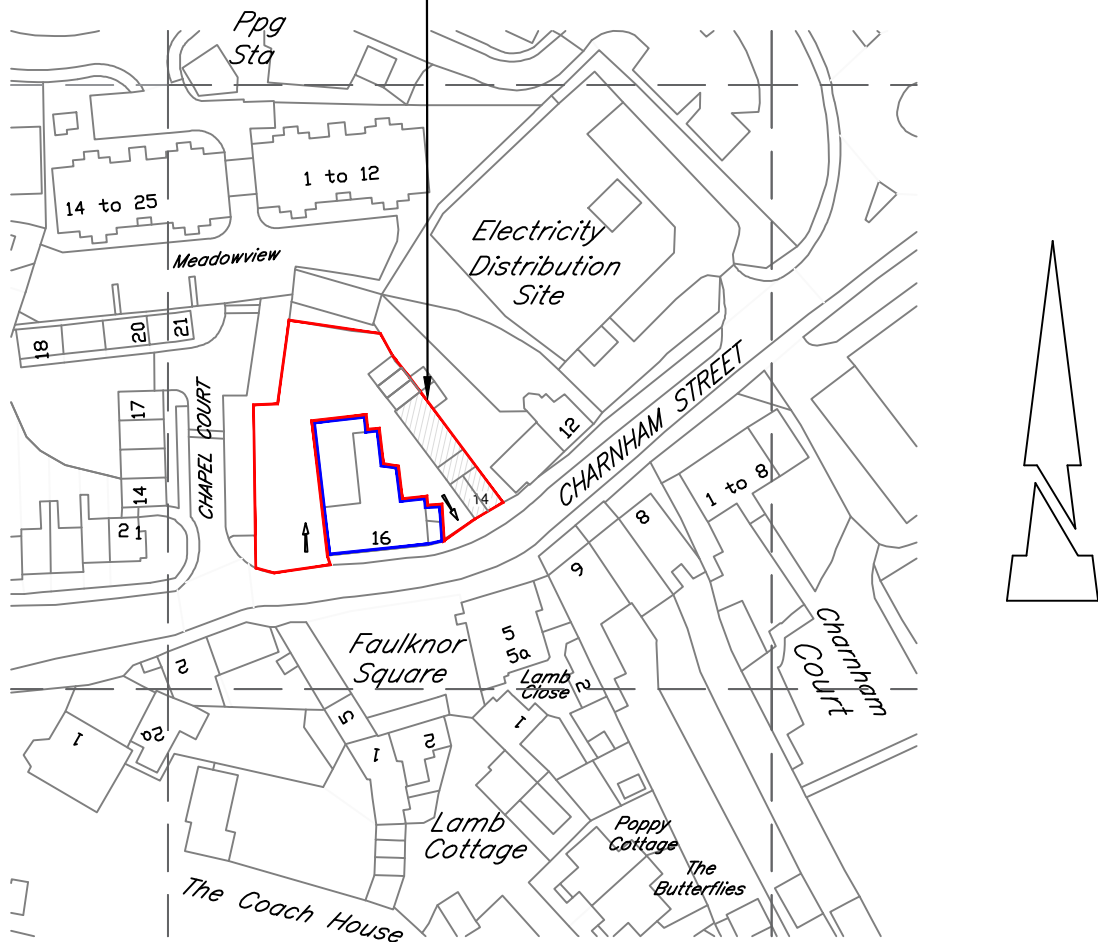 Ppg
Sta
1 to 12
14 to 25
Electricity
Distribution
Site
Meadowview
18
20
21
17
CHAPEL COURT
14
21
16
14
12
CHARNHAM STREET
1 to 8
8
9
Faulknor
Square
5
5a
Lamb
Close
2
Charnham
Court
2
2a
1
5
1
2
1
Lamb
Cottage
Poppy
Cottage
The
Butterflies
The Coach House
N